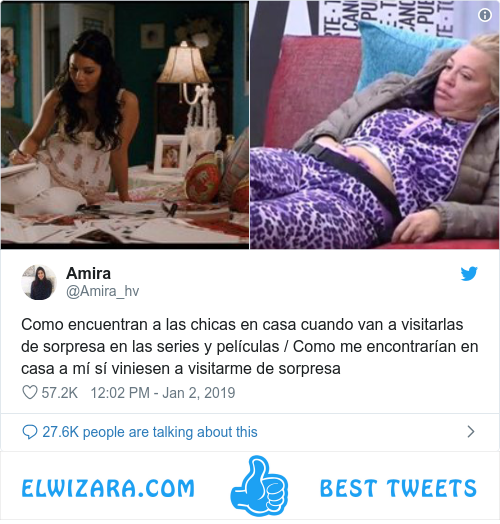 Amira
@Amira_hv
Como encuentran a las chicas en casa cuando van a visitarlas
de sorpresa en las series y películas / Como me encontrarían en
casa a mí sí viniesen a visitarme de sorpresa
57.2K 12:02 PM - Jan 2, 2019
27.6K people are talking about this
ELWIZARA.COM BEST TWEETS